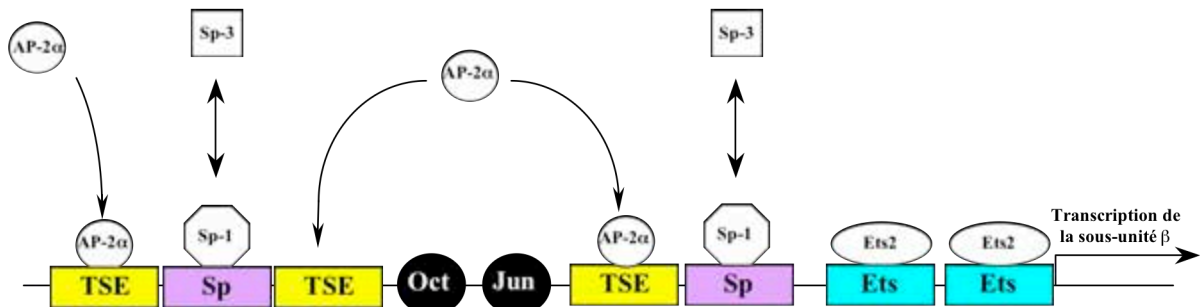 AP-2α
Sp-3
AP-2α
Sp-3
AP-2α
Sp-1
AP-2α
Sp-1
Ets2
Ets2
Transcription de
la sous-unité β
TSE
Sp
TSE
Oct
Jun
TSE
Sp
Ets
Ets